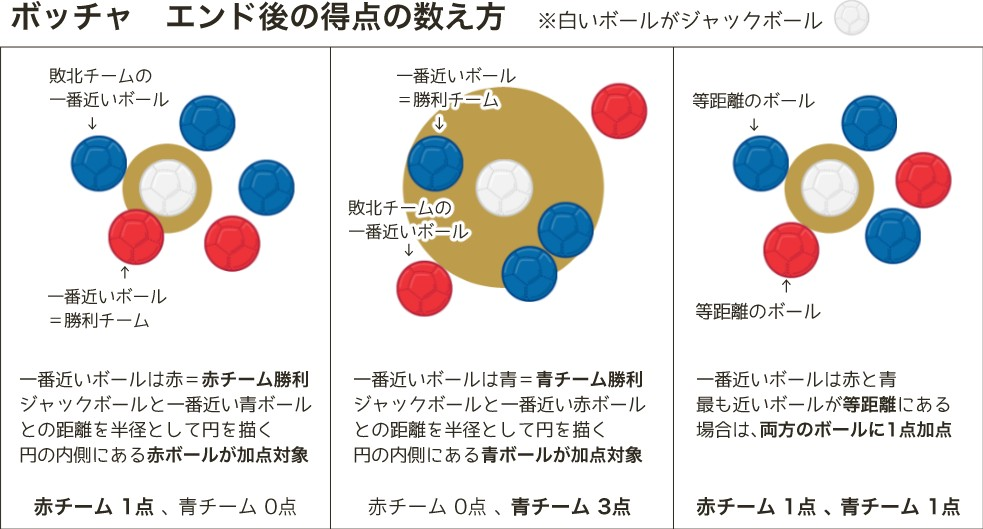 ボッチャ　エンド後の得点の数え方　※白いボールがジャックボール
敗北チームの
一番近いボール
↓
↑
一番近いボール
＝勝利チーム
一番近いボールは赤＝赤チーム勝利
ジャックボールと一番近い青ボール
との距離を半径として円を描く
円の内側にある赤ボールが加点対象
赤チーム 1点 、青チーム 0点
一番近いボール
＝勝利チーム
↓
敗北チームの
一番近いボール
↓
一番近いボールは青＝青チーム勝利
ジャックボールと一番近い赤ボール
との距離を半径として円を描く
円の内側にある青ボールが加点対象
赤チーム 0点 、青チーム 3点
等距離のボール
↓
↑
等距離のボール
一番近いボールは赤と青
最も近いボールが等距離にある
場合は、両方のボールに1点加点
赤チーム 1点 、青チーム 1点